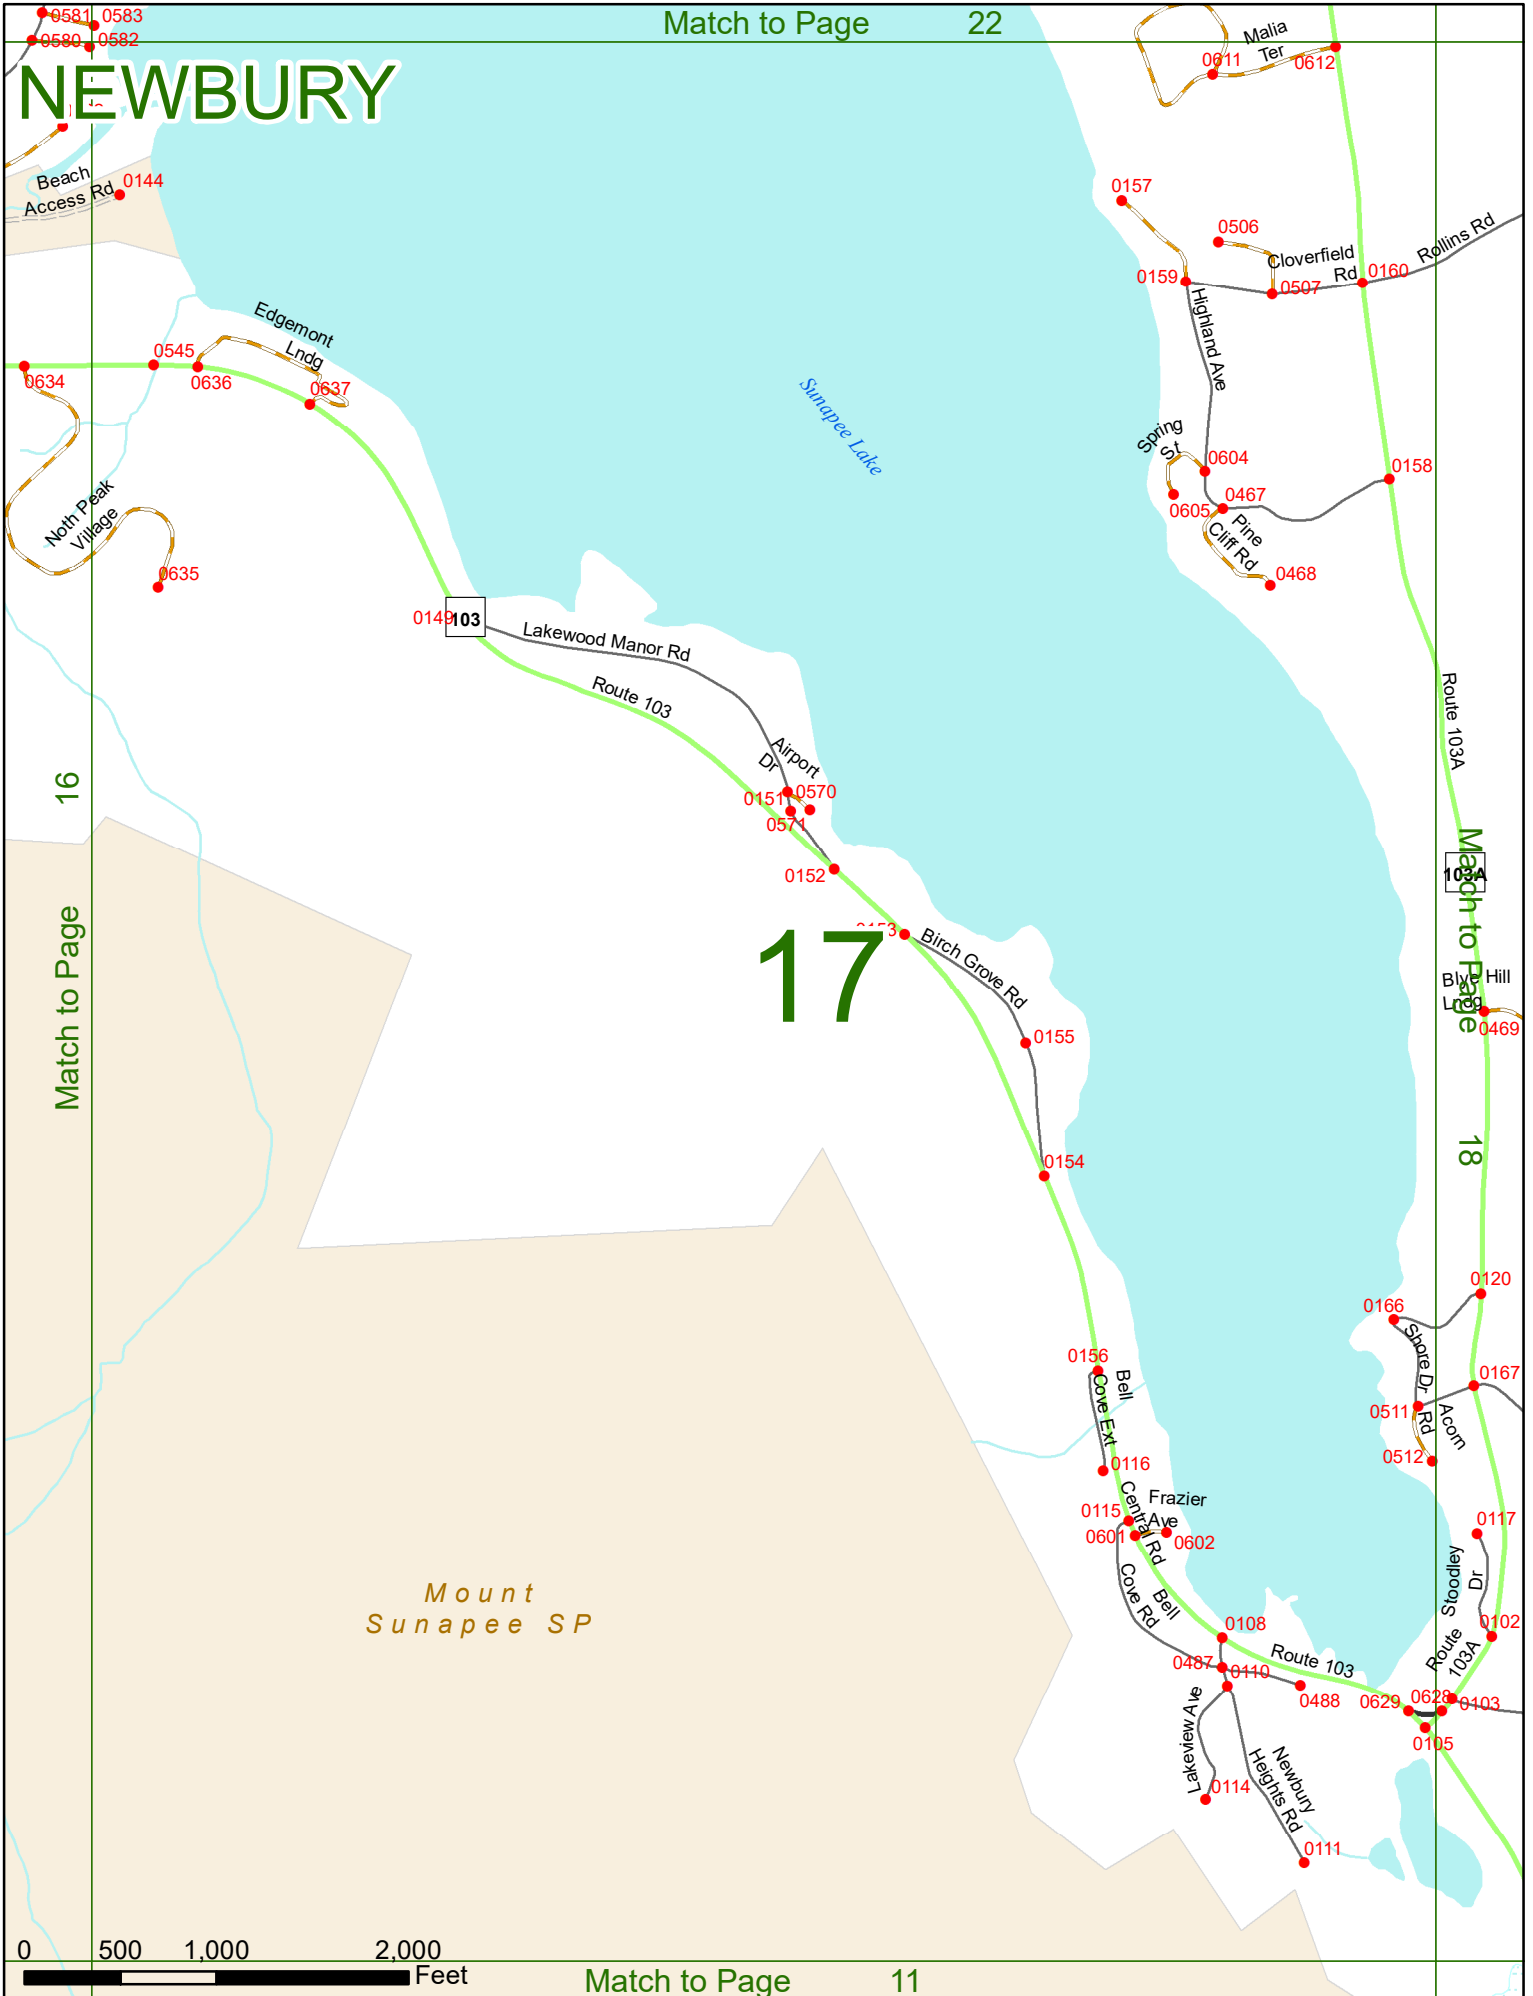 Match to Page 22
0581 0583
0580 0582
NEWBURY
Malia
Ter
0611
0612
Beach
Access Rd
0144
0157
0506
Cloverfield
Rd
Rollins Rd
0159
0507
0160
Highland Ave
Edgemont
Lndg
0545
0634
0636
0637
Sunapee Lake
Spring
St
0604
0158
0605
0467
Pine
Cliff Rd
0468
Noth Peak
Village
0635
0149
103
Lakewood Manor Rd
Route 103
Route 103A
Airport
Dr
0151
0570
0571
0152
16
Match to Page
103A
Match to Page
18
17
Birch Grove Rd
Blye Hill
Lndg
0469
0155
0154
0120
0166
Shore Dr
0167
0156
Bell
Cove Ext
0511
Acorn
Rd
0512
0116
Central Rd
Frazier
Ave
0115
0601
0602
0117
Stoodley
Dr
Mount
Sunapee SP
Bell
Cove Rd
0108
0102
Route
103A
Route 103
0487
0110
0488
0629
0628
0103
0105
Lakeview Ave
0114
Newbury
Heights Rd
0111
0 500 1,000 2,000
Feet
Match to Page 11